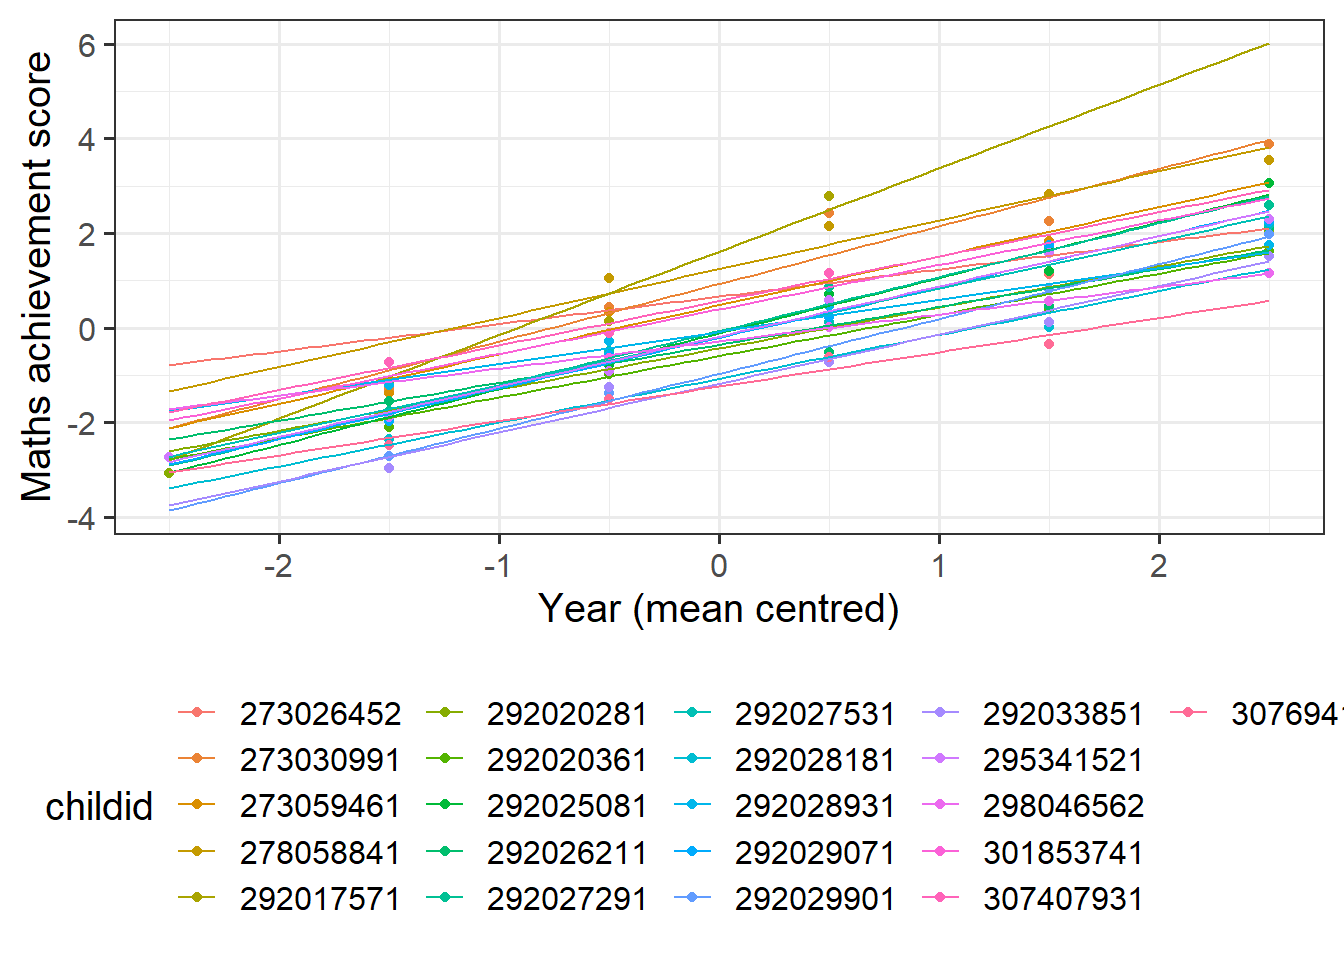 Maths achievement score
6
4
2
0
-2
-4
-2 -1 0 1 2
Year (mean centred)
childid
273026452 292020281 292027531 292033851
273030991 292020361 292028181 295341521
273059461 292025081 292028931 298046562
278058841 292026211 292029071 301853741
292017571 292027291 292029901 307407931